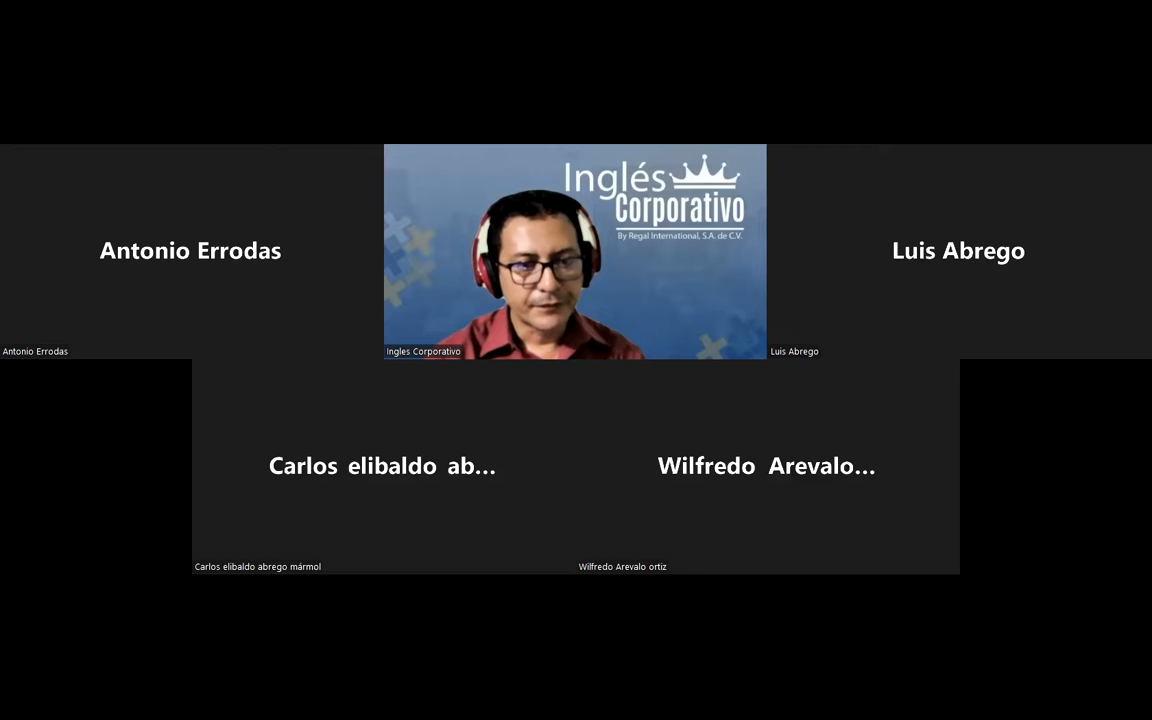 Antonio Errodas
Antonio Errodas
Inglés
Corporativo
By Regal International, S.A. de C.V.
Ingles Corporativo
Luis Abrego
Luis Abrego
Carlos elibaldo ab...
Carlos elibaldo abrego mármol
Wilfredo Arevalo...
Wilfredo Arevalo ortiz